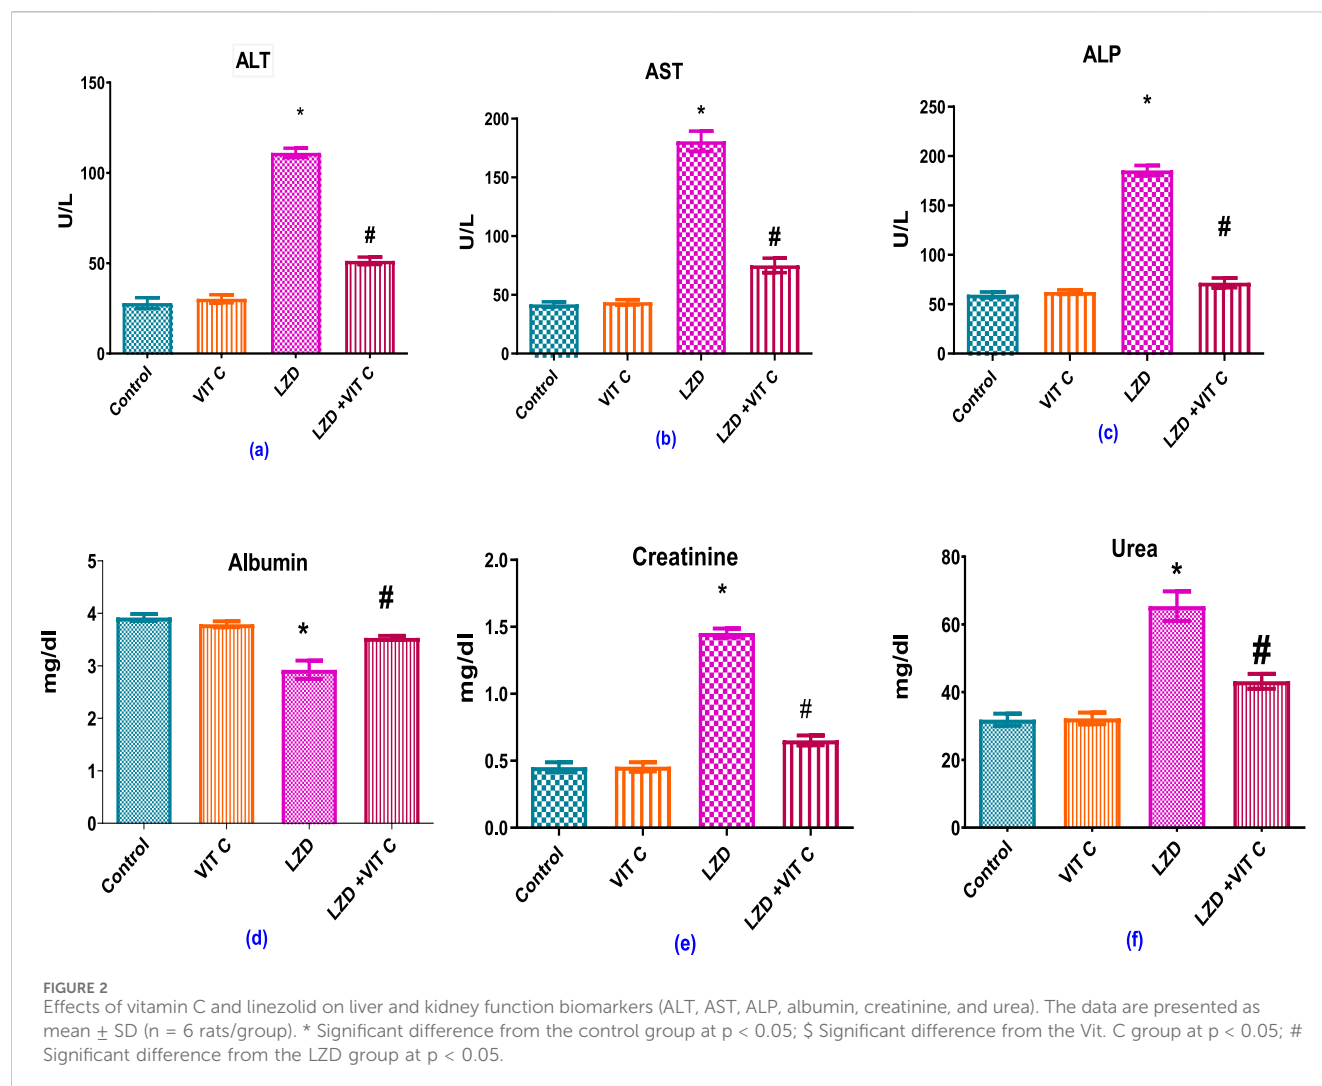 ALT
150
*
100
U/L
#
50
0
Control
VIT C
LZD
LZD +VIT C
(a)
AST
200
*
150
U/L
#
100
50
0
Control
VIT C
LZD
LZD +VIT C
(b)
ALP
250
*
200
150
U/L
#
100
50
0
Control
VIT C
LZD
LZD +VIT C
(c)
Albumin
5
4
#
*
mg/dl
3
2
1
0
Control
VIT C
LZD
LZD +VIT C
(d)
Creatinine
2.0
*
1.5
mg/dl
1.0
#
0.5
0.0
Control
VIT C
LZD
LZD +VIT C
(e)
Urea
80
*
60
mg/dl
#
40
20
0
Control
VIT C
LZD
LZD +VIT C
(f)
FIGURE 2
Effects of vitamin C and linezolid on liver and kidney function biomarkers (ALT, AST, ALP, albumin, creatinine, and urea). The data are presented as
mean ± SD (n = 6 rats/group). * Significant difference from the control group at p < 0.05; $ Significant difference from the Vit. C group at p < 0.05; #
Significant difference from the LZD group at p < 0.05.